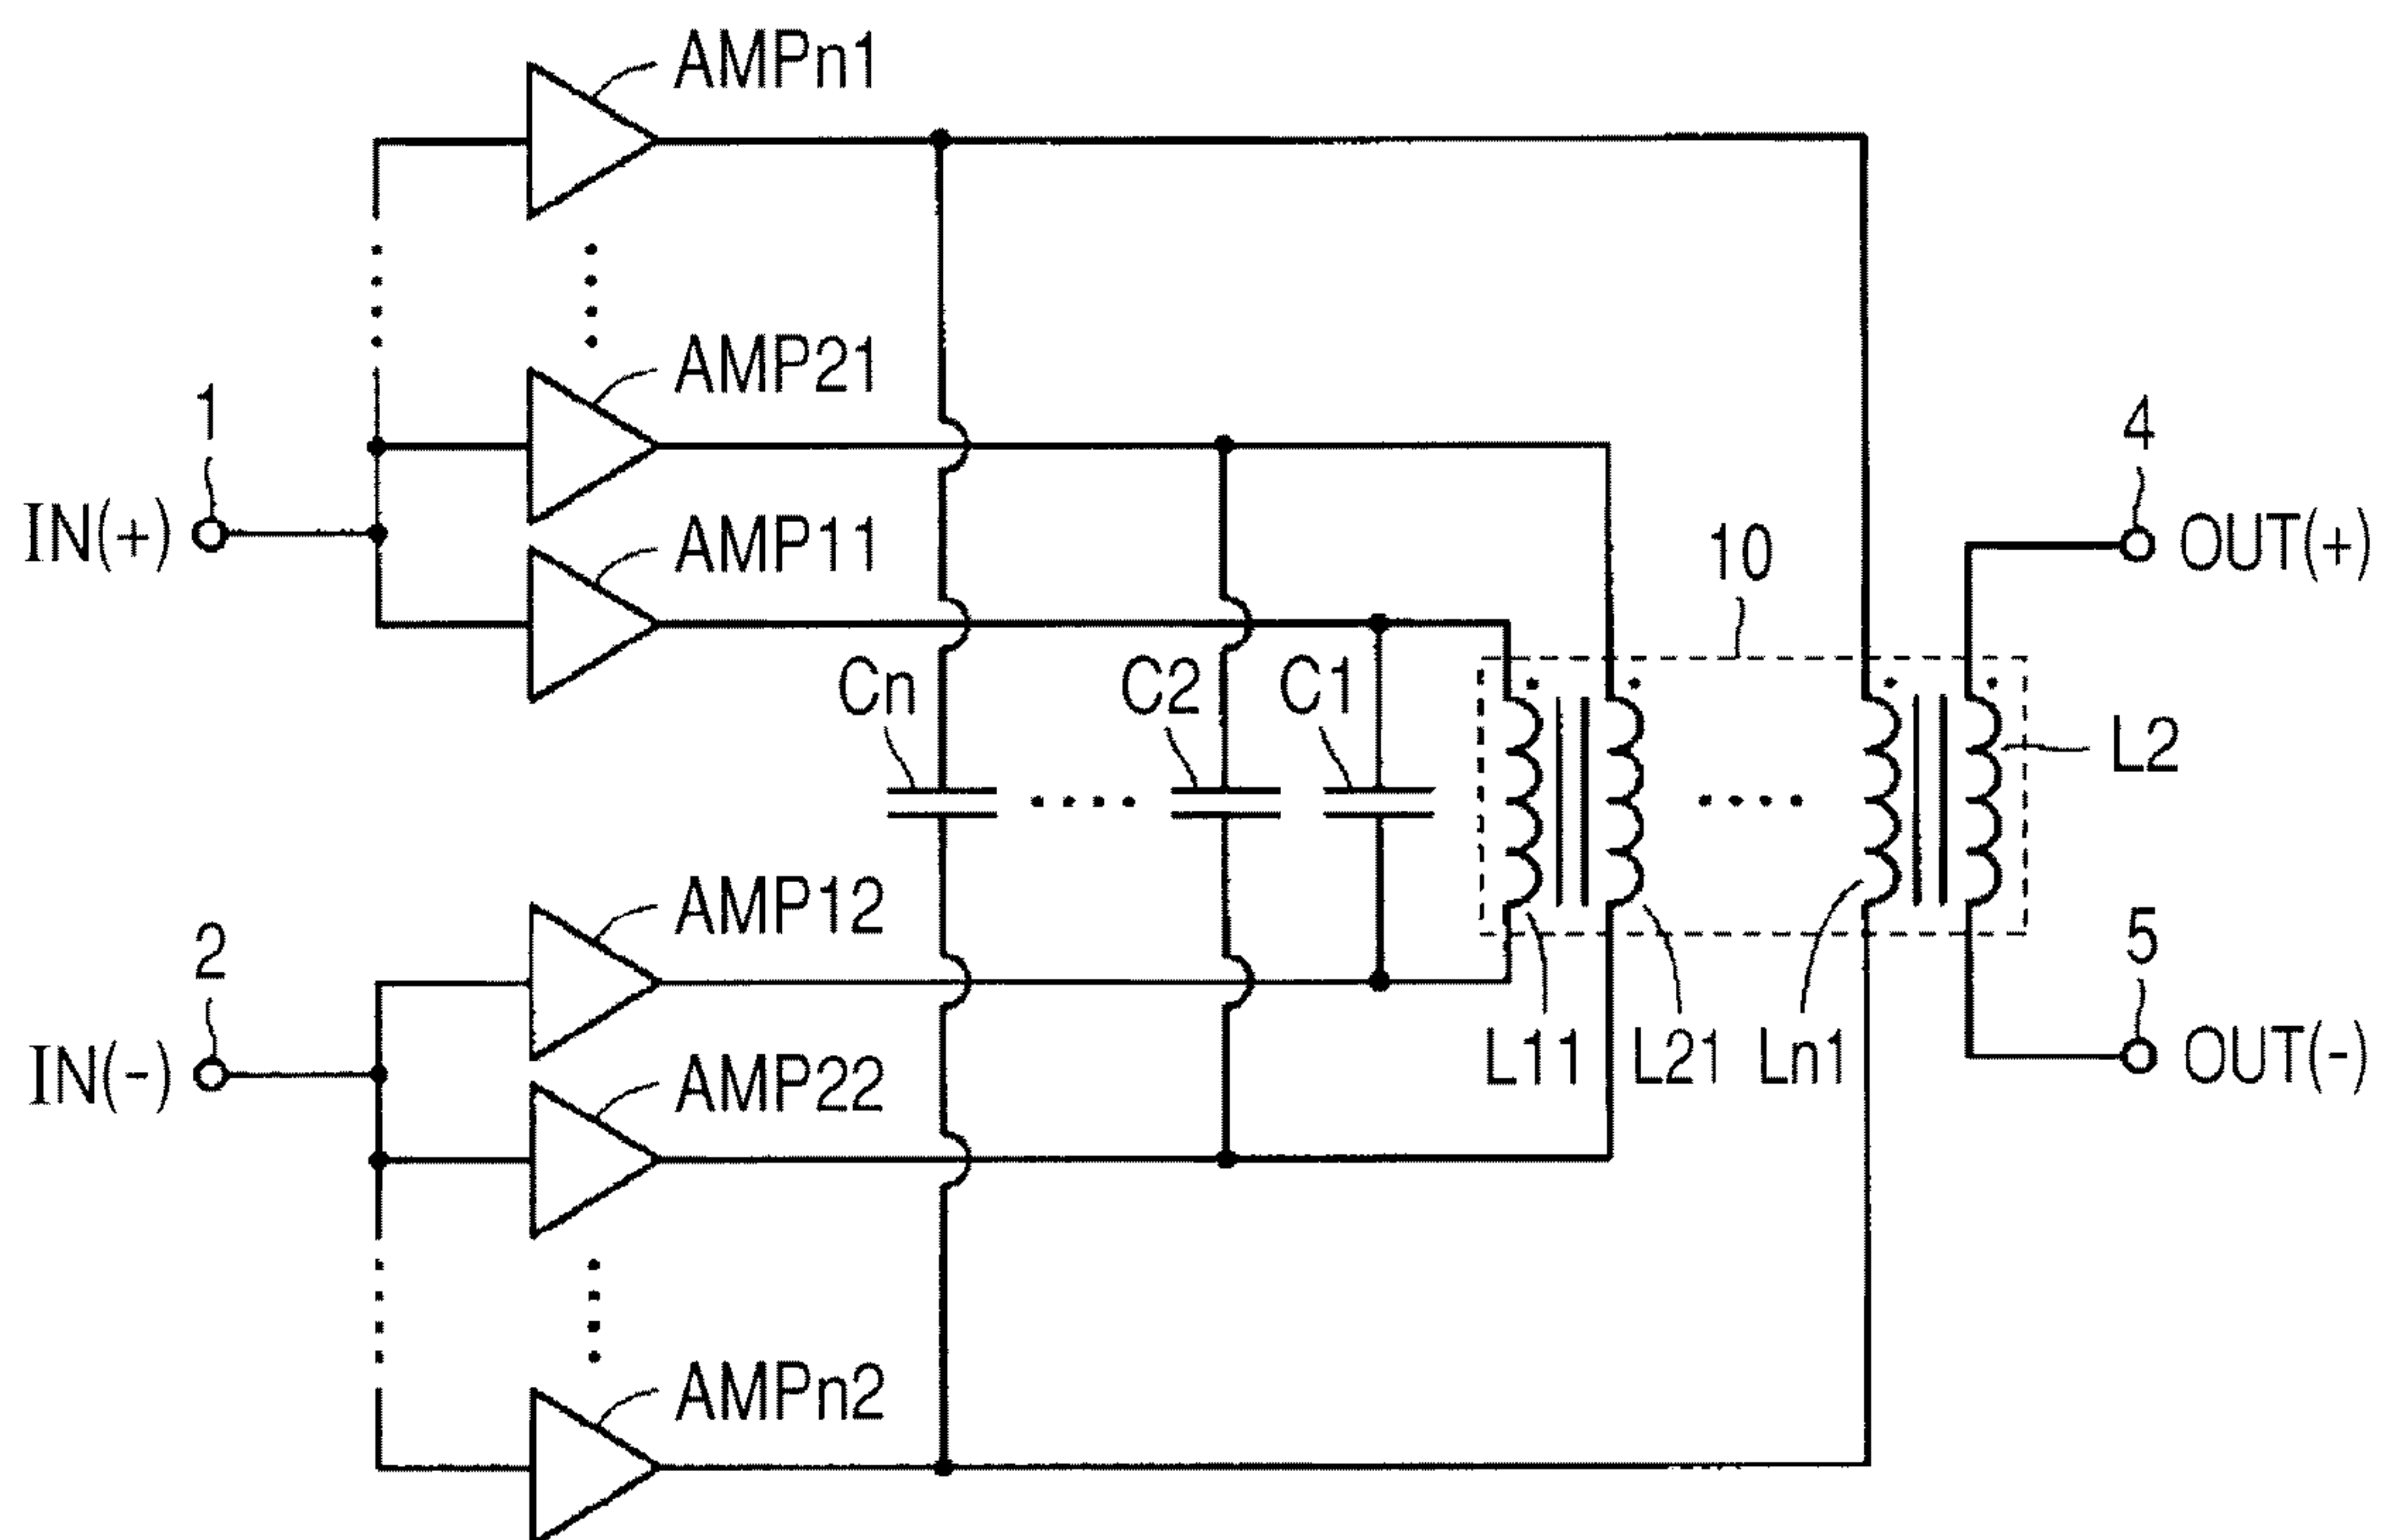 AMPn1
AMP21
1
4
IN(+)
AMP11
10
OUT(+)
Cn
C2
C1
L2
AMP12
2
5
L11
L21
Ln1
IN(-)
AMP22
OUT(-)
AMPn2